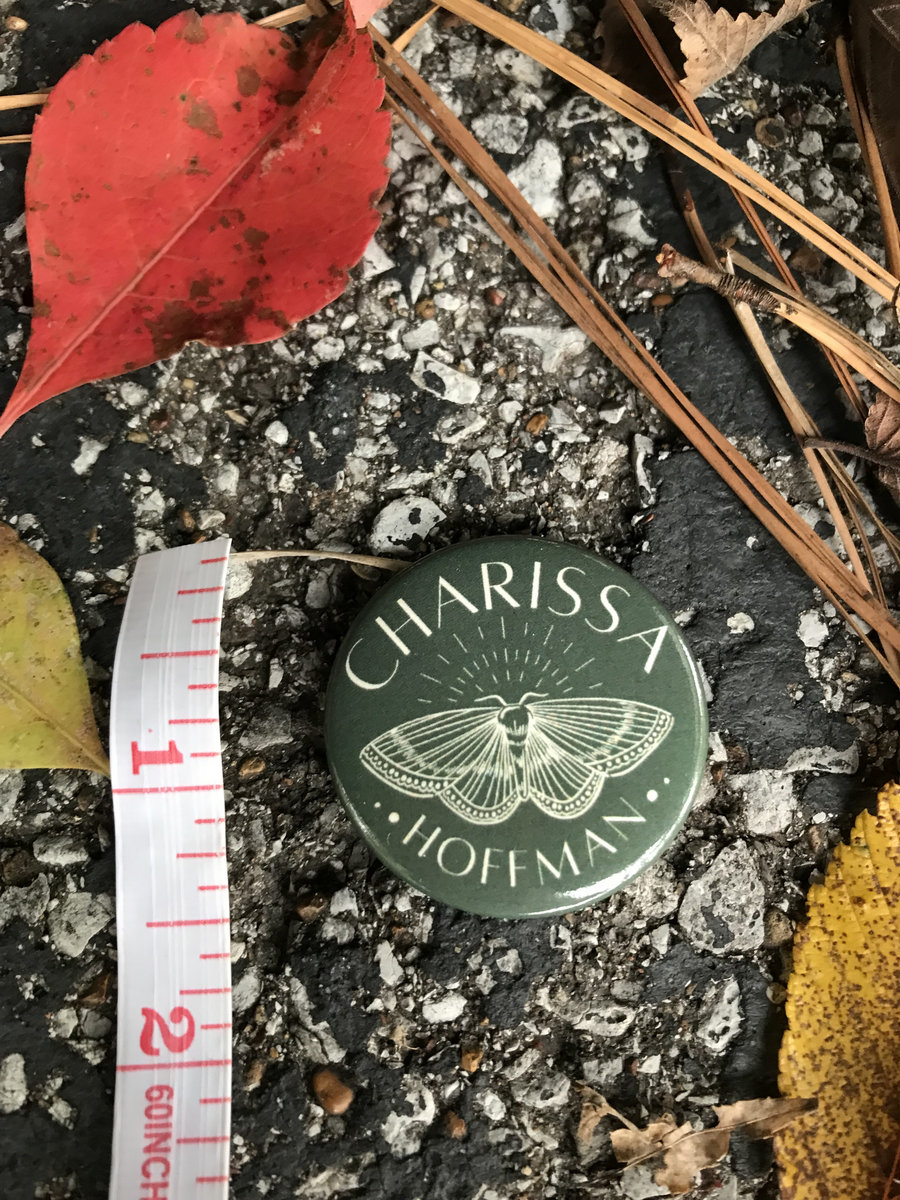 CHARISSA
• HOFFMAN •
1
2
60INCH